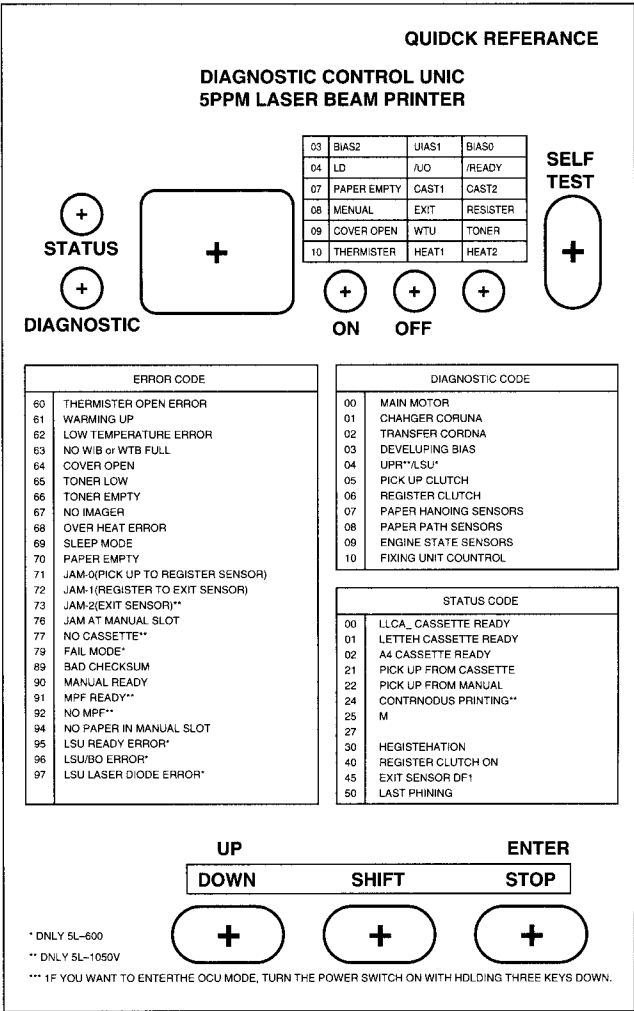 QUIDCK REFERANCE
DIAGNOSTIC CONTROL UNIC
5PPM LASER BEAM PRINTER
03 BIAS2 UIAS1 BIAS0
04 LD /UO /READY
07 PAPER EMPTY CAST1 CAST2
08 MENUAL EXIT RESISTER
09 COVER OPEN WTU TONER
10 THERMISTER HEAT1 HEAT2
SELF
TEST
STATUS
DIAGNOSTIC
ON OFF
ERROR CODE
60 THERMISTER OPEN ERROR
61 WARMING UP
62 LOW TEMPERATURE ERROR
63 NO WIB or WTB FULL
64 COVER OPEN
65 TONER LOW
66 TONER EMPTY
67 NO IMAGER
68 OVER HEAT ERROR
69 SLEEP MODE
70 PAPER EMPTY
71 JAM-0(PICK UP TO REGISTER SENSOR)
72 JAM-1(REGISTER TO EXIT SENSOR)
73 JAM-2(EXIT SENSOR)**
76 JAM AT MANUAL SLOT
77 NO CASSETTE**
79 FAIL MODE*
89 BAD CHECKSUM
90 MANUAL READY
91 MPF READY**
92 NO MPF**
94 NO PAPER IN MANUAL SLOT
95 LSU READY ERROR*
96 LSU/BO ERROR*
97 LSU LASER DIODE ERROR*
DIAGNOSTIC CODE
00 MAIN MOTOR
01 CHAHGER CORUNA
02 TRANSFER CORDNA
03 DEVELUPING BIAS
04 UPR**/LSU*
05 PICK UP CLUTCH
06 REGISTER CLUTCH
07 PAPER HANOING SENSORS
08 PAPER PATH SENSORS
09 ENGINE STATE SENSORS
10 FIXING UNIT COUNTROL
STATUS CODE
00 LLCA_ CASSETTE READY
01 LETTEH CASSETTE READY
02 A4 CASSETTE READY
21 PICK UP FROM CASSETTE
22 PICK UP FROM MANUAL
24 CONTRNODUS PRINTING**
25 M
27
30 HEGISTEHATION
40 REGISTER CLUTCH ON
45 EXIT SENSOR DF1
50 LAST PHINING
UP ENTER
DOWN SHIFT STOP
* DNLY 5L-600
** DNLY 5L-1050V
*** 1F YOU WANT TO ENTERTHE OCU MODE, TURN THE POWER SWITCH ON WITH HDLDING THREE KEYS DOWN.